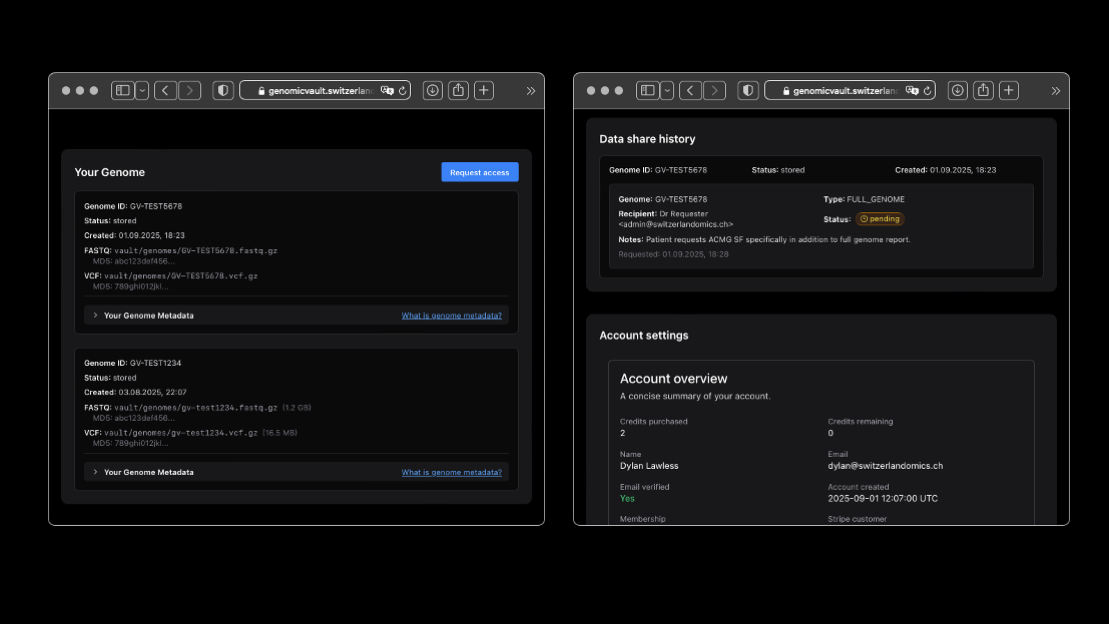 genomicvault.switzerland
Your Genome
Request access
Genome ID: GV-TEST5678
Status: stored
Created: 01.09.2025, 18:23
FASTQ: vault/genomes/GV-TEST5678.fastq.gz
MD5: abc123def456...
VCF: vault/genomes/GV-TEST5678.vcf.gz
MD5: 789ghi012jkl...
Your Genome Metadata
What is genome metadata?
Genome ID: GV-TEST1234
Status: stored
Created: 03.08.2025, 22:07
FASTQ: vault/genomes/gv-test1234.fastq.gz (1.2 GB)
MD5: abc123def456...
VCF: vault/genomes/gv-test1234.vcf.gz (16.5 MB)
MD5: 789ghi012jkl...
Your Genome Metadata
What is genome metadata?
genomicvault.switzerlan
Data share history
Genome ID: GV-TEST5678
Status: stored
Created: 01.09.2025, 18:23
Genome: GV-TEST5678
Type: FULL_GENOME
Recipient: Dr Requester
<admin@switzerlandomics.ch>
Status: pending
Notes: Patient requests ACMG SF specifically in addition to full genome report.
Requested: 01.09.2025, 18:28
Account settings
Account overview
A concise summary of your account.
Credits purchased
2
Credits remaining
0
Name
Dylan Lawless
Email
dylan@switzerlandomics.ch
Email verified
Yes
Account created
2025-09-01 12:07:00 UTC
Membership
Stripe customer